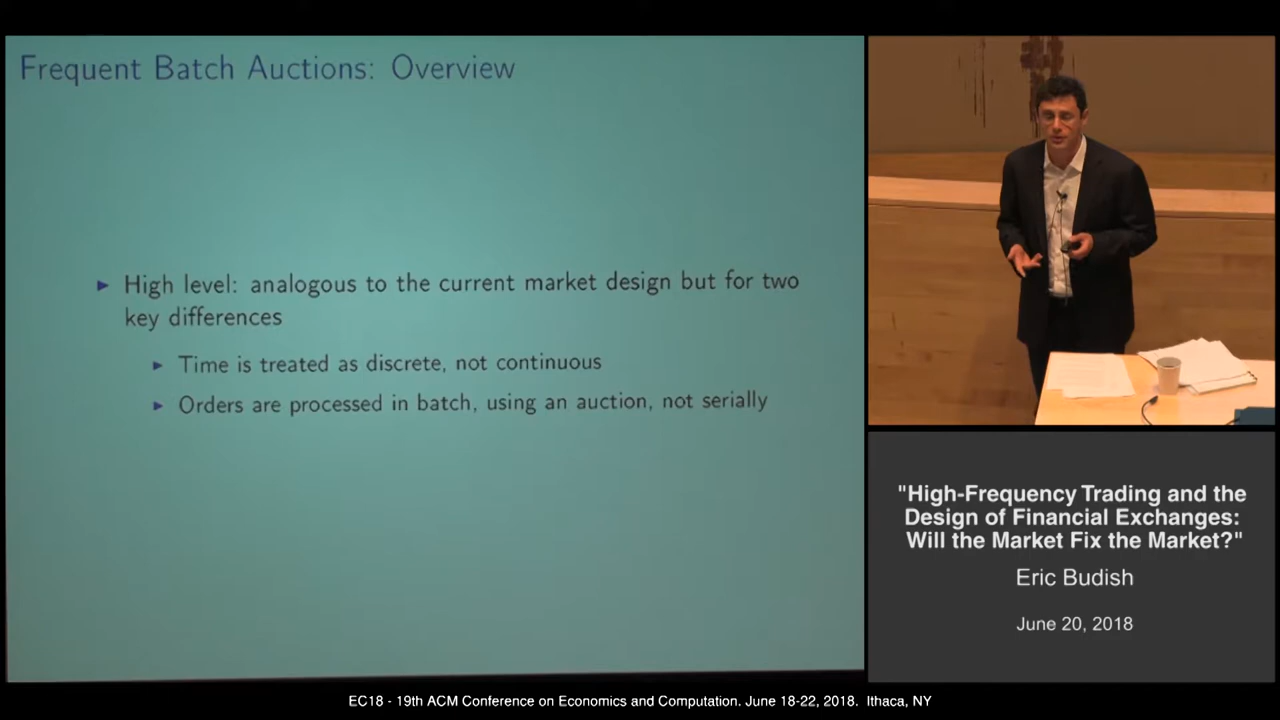 Frequent Batch Auctions: Overview
High level: analogous to the current market design but for two
key differences
Time is treated as discrete, not continuous
Orders are processed in batch, using an auction, not serially
"High-Frequency Trading and the
Design of Financial Exchanges:
Will the Market Fix the Market?"
Eric Budish
June 20, 2018
EC18 - 19th ACM Conference on Economics and Computation. June 18-22, 2018. Ithaca, NY